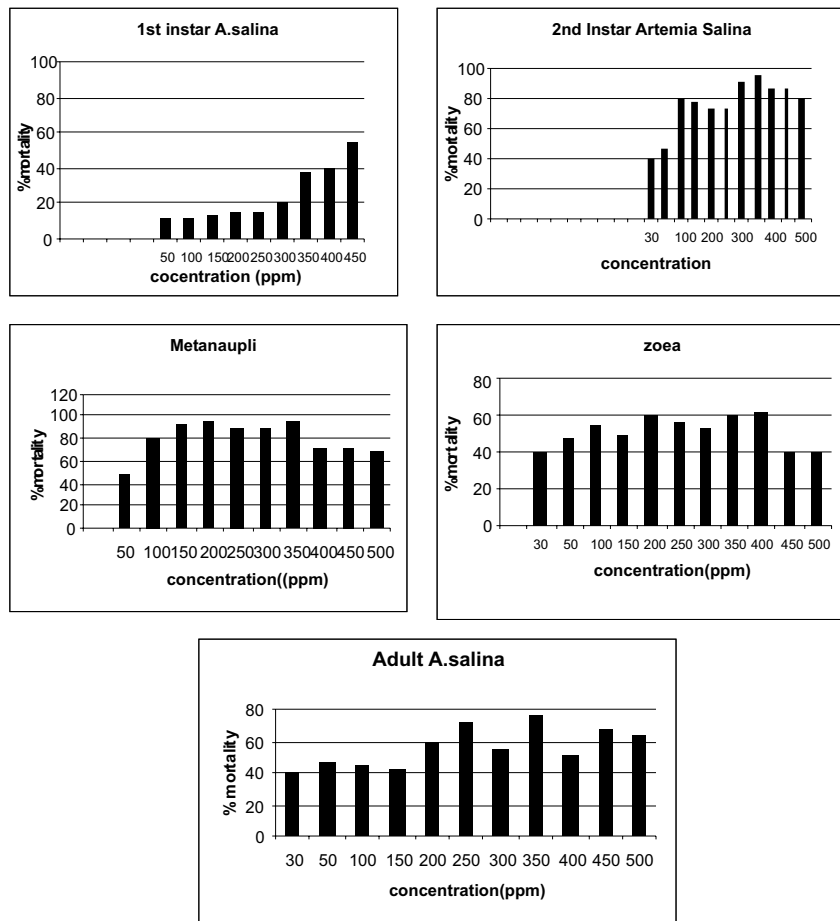 1st instar A.salina
100
80
60
40
20
0
%mortality
50 100 150 200 250 300 350 400 450
cocentration (ppm)
2nd Instar Artemia Salina
100
80
60
40
20
0
%mortality
30 100 200 300 400 500
concentration
Metanaupli
120
100
80
60
40
20
0
%mortality
50 100 150 200 250 300 350 400 450 500
concentration((ppm)
zoea
80
60
40
20
0
%mortality
30 50 100 150 200 250 300 350 400 450 500
concentration(ppm)
Adult A.salina
80
60
40
20
0
% mortality
30 50 100 150 200 250 300 350 400 450 500
concentration(ppm)